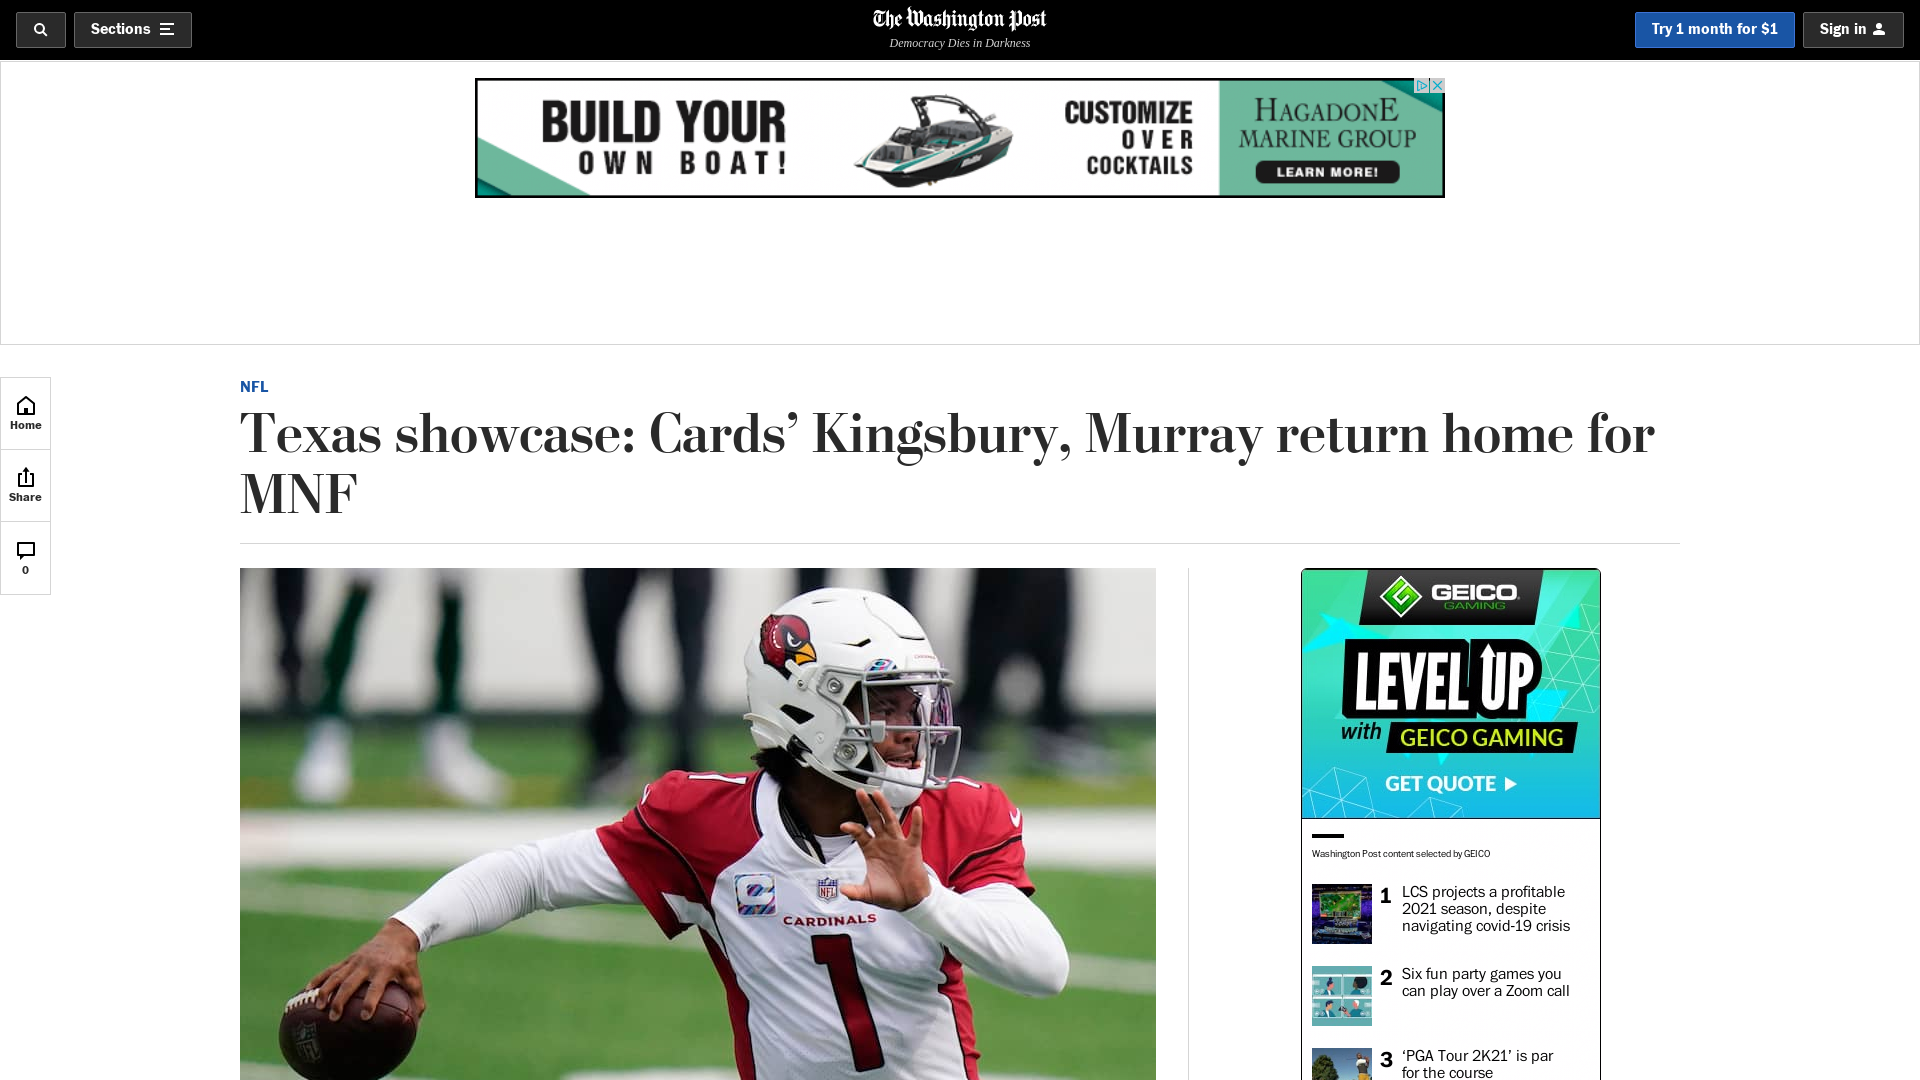 Sections
The Washington Post
Democracy Dies in Darkness
Try 1 month for $1
Sign in
BUILD YOUR
OWN BOAT!
CUSTOMIZE
OVER
COCKTAILS
HAGADONE
MARINE GROUP
LEARN MORE!
Home
Share
0
NFL
Texas showcase: Cards’ Kingsbury, Murray return home for
MNF
CARDINALS
1
NFL
GEICO
GAMING
LEVEL UP
with GEICO GAMING
GET QUOTE
Washington Post content selected by GEICO
1 LCS projects a profitable
2021 season, despite
navigating covid-19 crisis
2 Six fun party games you
can play over a Zoom call
3 ‘PGA Tour 2K21’ is par
for the course